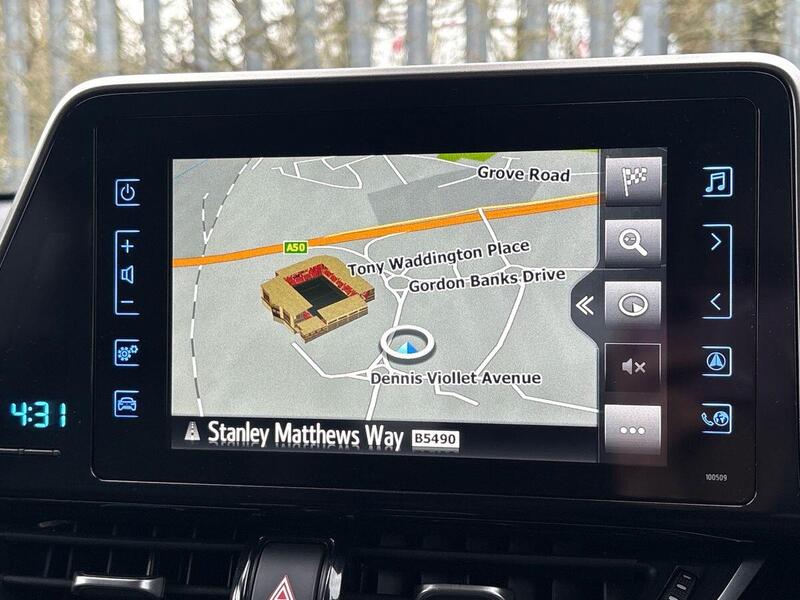 Grove Road
A50
Tony Waddington Place
Gordon Banks Drive
Dennis Viollet Avenue
Stanley Matthews Way B5490
4:31
100509